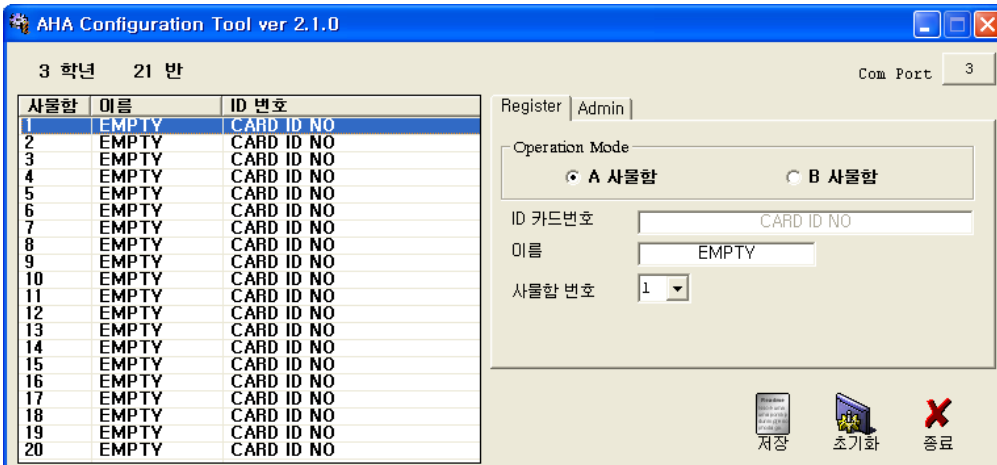 AHA Configuration Tool ver 2.1.0
3 학년 21 반
Com Port 3
사물함 이름 ID 번호
1 EMPTY CARD ID NO
2 EMPTY CARD ID NO
3 EMPTY CARD ID NO
4 EMPTY CARD ID NO
5 EMPTY CARD ID NO
6 EMPTY CARD ID NO
7 EMPTY CARD ID NO
8 EMPTY CARD ID NO
9 EMPTY CARD ID NO
10 EMPTY CARD ID NO
11 EMPTY CARD ID NO
12 EMPTY CARD ID NO
13 EMPTY CARD ID NO
14 EMPTY CARD ID NO
15 EMPTY CARD ID NO
16 EMPTY CARD ID NO
17 EMPTY CARD ID NO
18 EMPTY CARD ID NO
19 EMPTY CARD ID NO
20 EMPTY CARD ID NO
Register Admin
Operation Mode
A 사물함 B 사물함
ID 카드번호 CARD ID NO
이름 EMPTY
사물함 번호 1
저장 초기화 종료